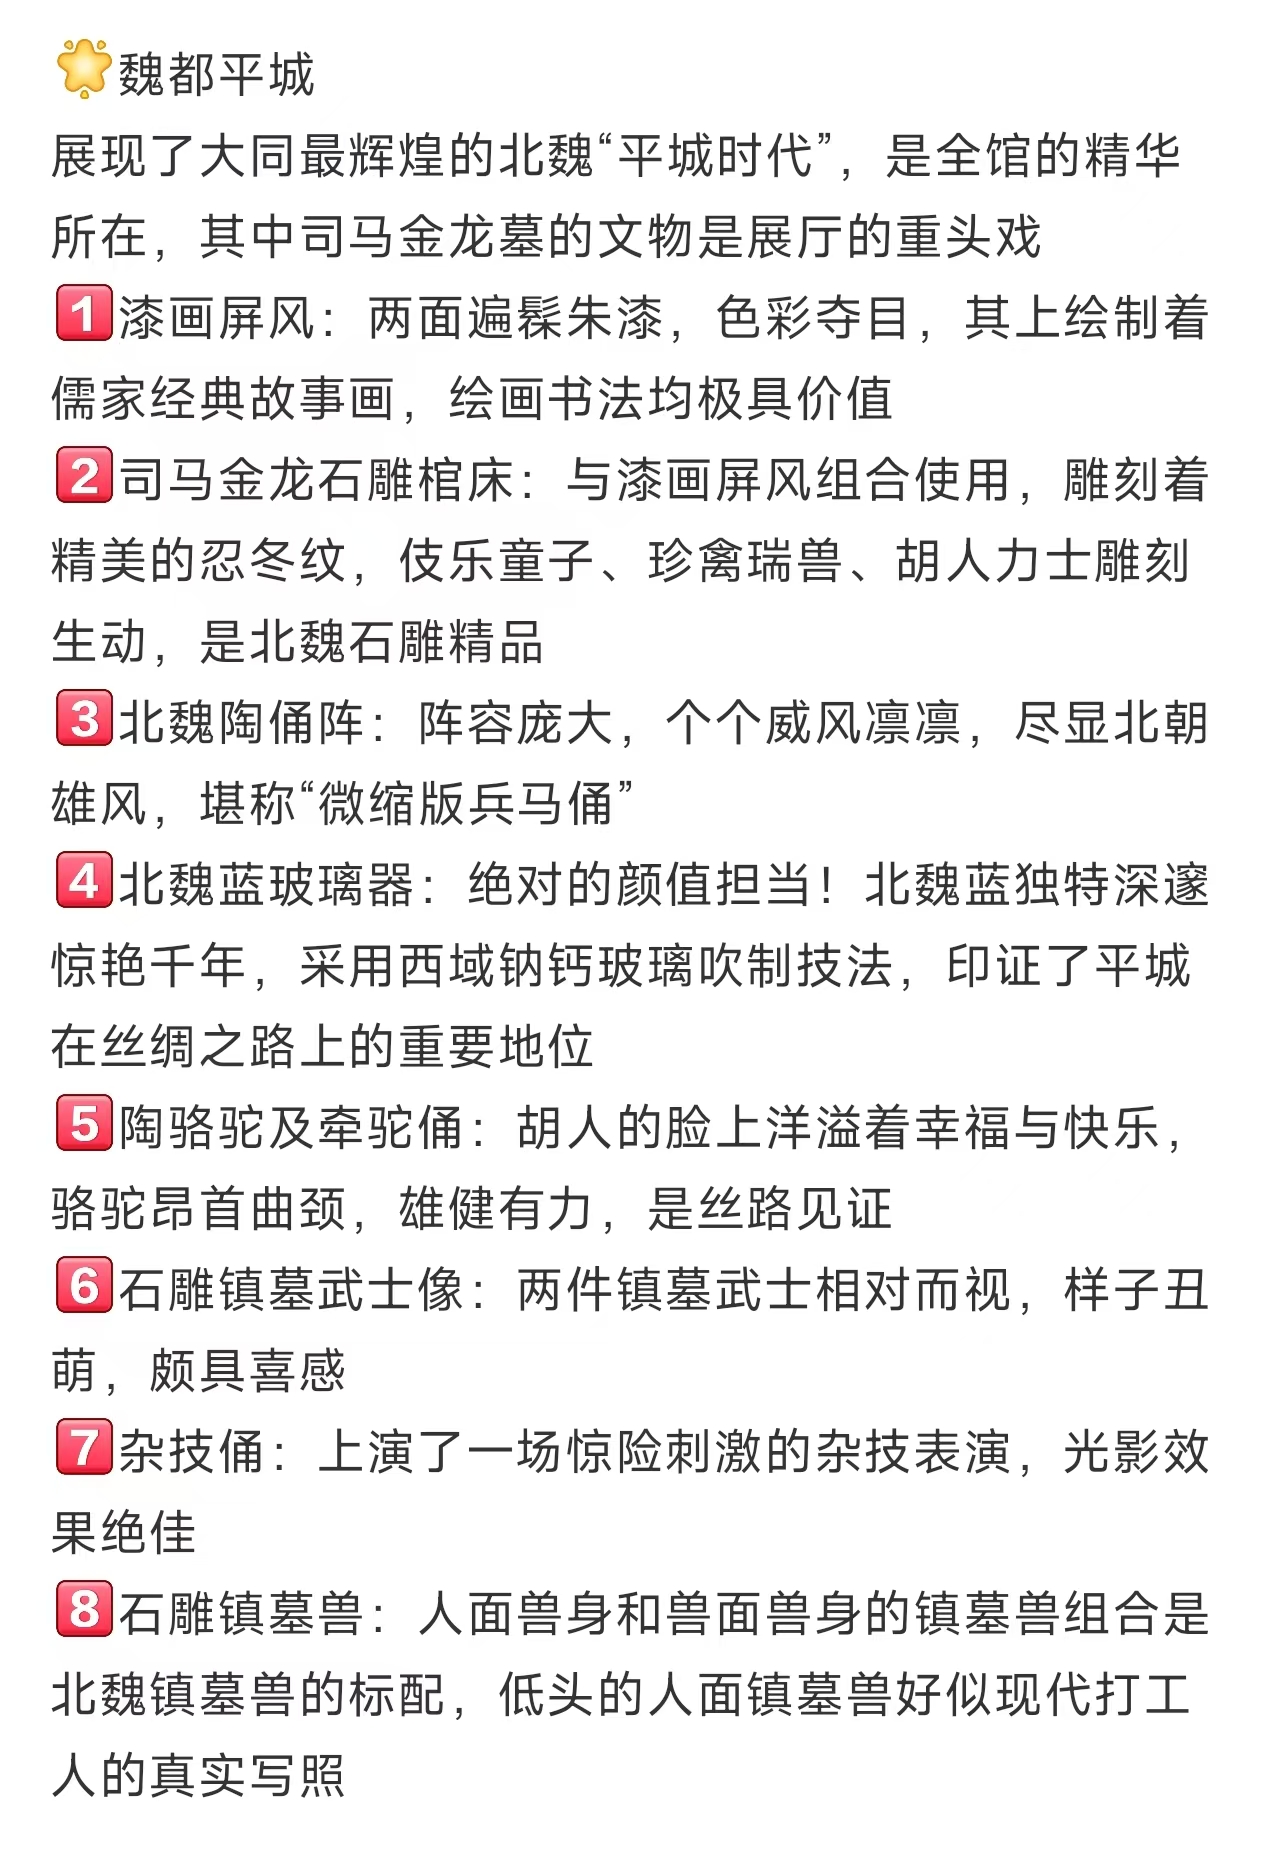 🌟魏都平城
展现了大同最辉煌的北魏“平城时代”，是全馆的精华
所在，其中司马金龙墓的文物是展厅的重头戏
1️⃣漆画屏风：两面遍髹朱漆，色彩夺目，其上绘制着
儒家经典故事画，绘画书法均极具价值
2️⃣司马金龙石雕棺床：与漆画屏风组合使用，雕刻着
精美的忍冬纹，伎乐童子、珍禽瑞兽、胡人力士雕刻
生动，是北魏石雕精品
3️⃣北魏陶俑阵：阵容庞大，个个威风凛凛，尽显北朝
雄风，堪称“微缩版兵马俑”
4️⃣北魏蓝玻璃器：绝对的颜值担当！北魏蓝独特深邃
惊艳千年，采用西域钠钙玻璃吹制技法，印证了平城
在丝绸之路上的重要地位
5️⃣陶骆驼及牵驼俑：胡人的脸上洋溢着幸福与快乐，
骆驼昂首曲颈，雄健有力，是丝路见证
6️⃣石雕镇墓武士像：两件镇墓武士相对而视，样子丑
萌，颇具喜感
7️⃣杂技俑：上演了一场惊险刺激的杂技表演，光影效
果绝佳
8️⃣石雕镇墓兽：人面兽身和兽面兽身的镇墓兽组合是
北魏镇墓兽的标配，低头的人面镇墓兽好似现代打工
人的真实写照